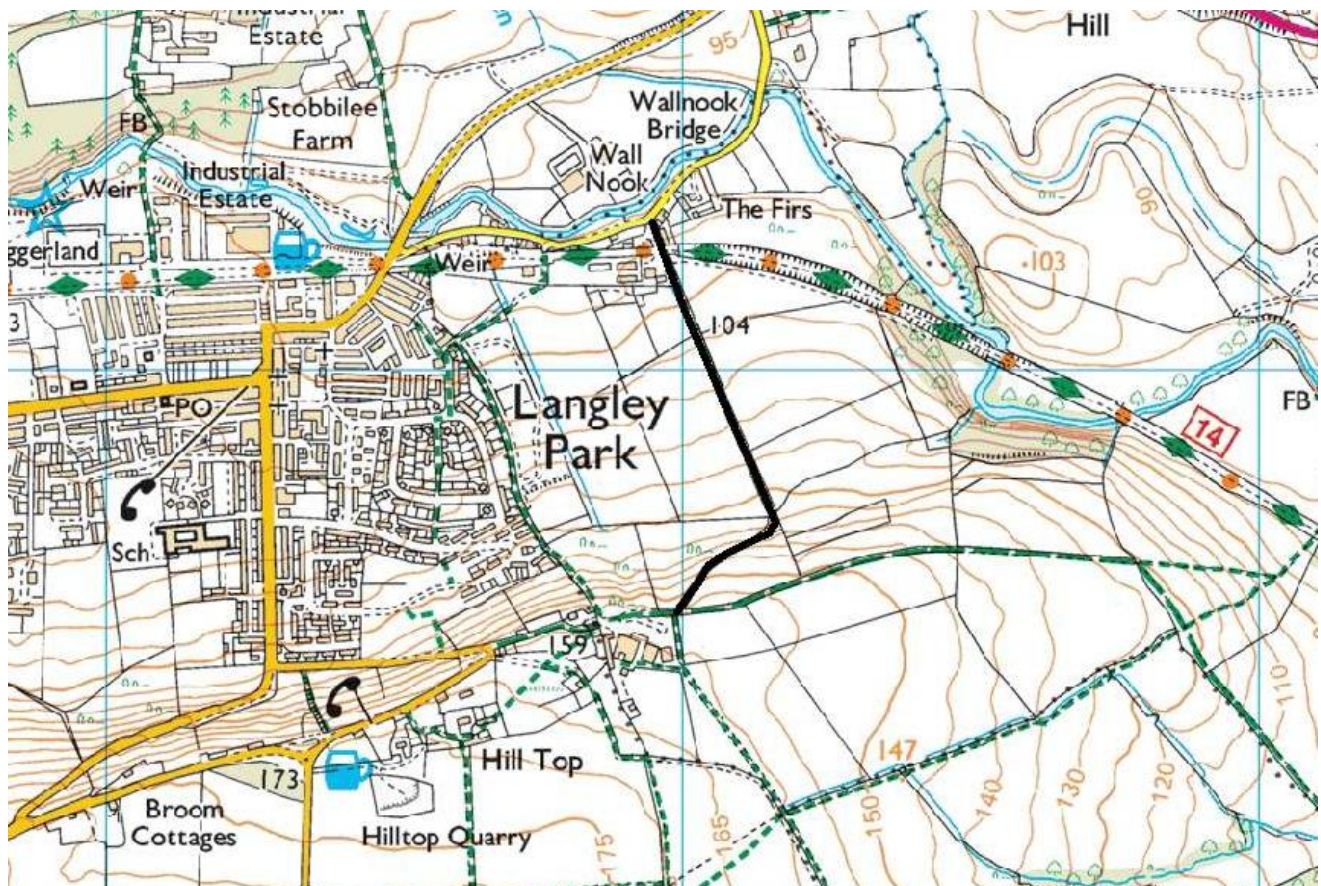 Industrial
Estate
Hill
95
Stobbilee
Farm
Wallnook
Bridge
FB
Wall
Nook
Weir
Industrial
Estate
The Firs
90
ggerland
Weir
103
3
104
PO
Langley
Park
FB
14
Sch
159
110
147
Hill Top
173
120
130
140
150
Broom
Cottages
Hilltop Quarry
165
175